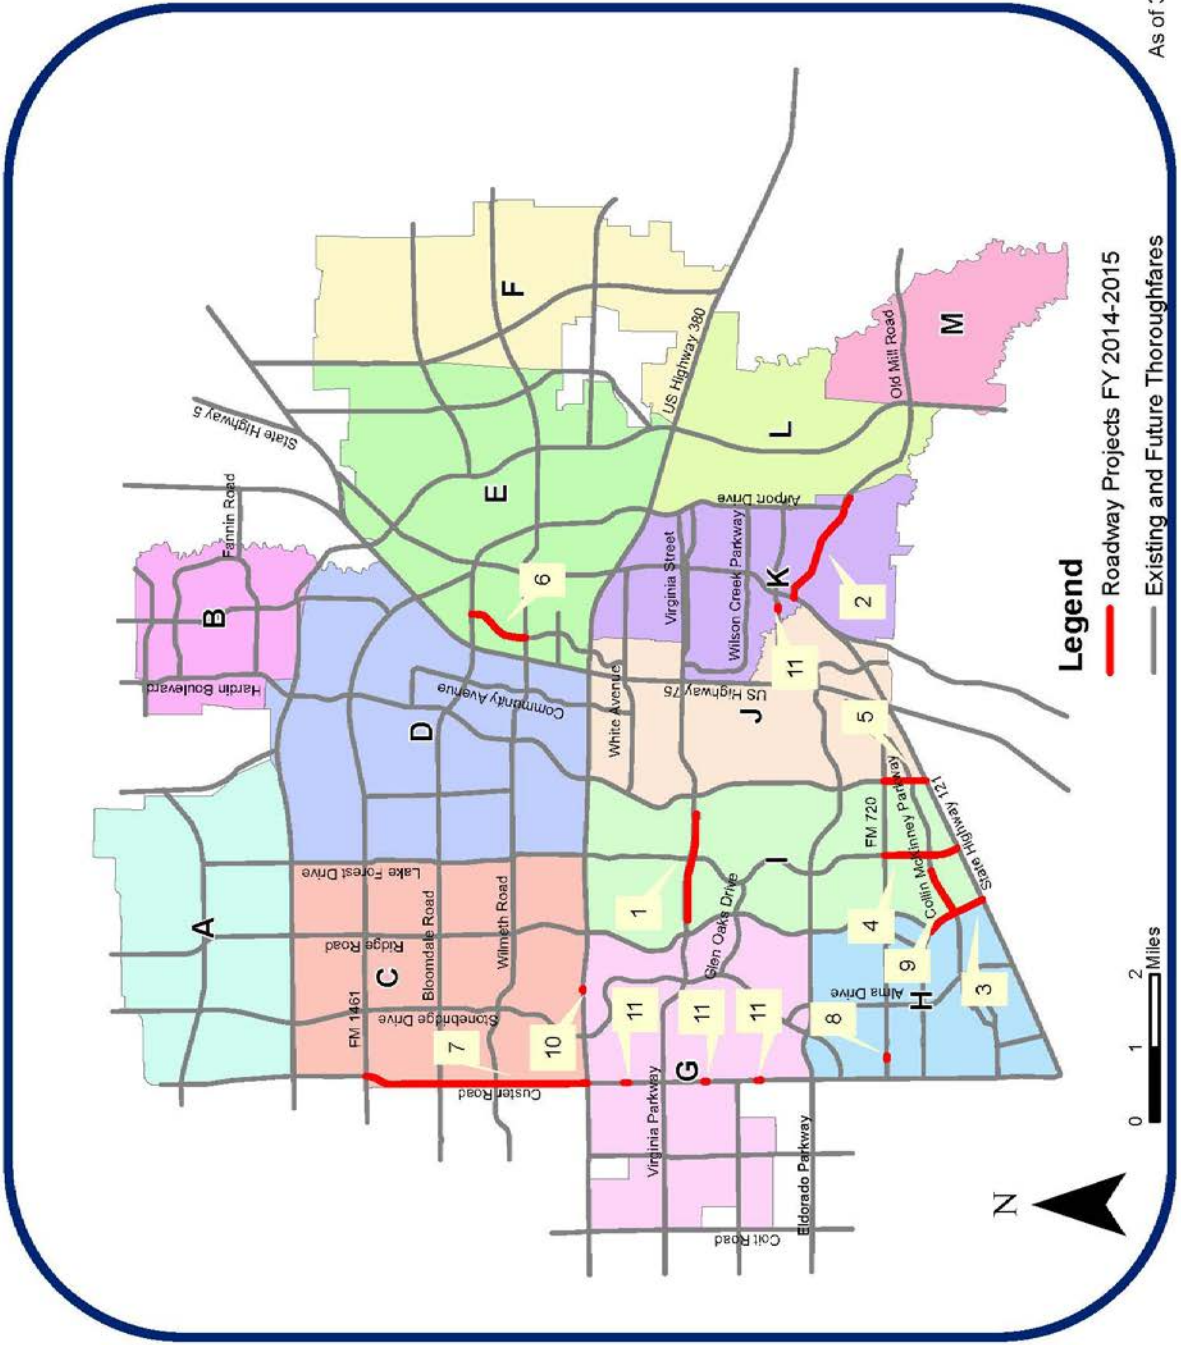 A
B
C
D
E
F
G
H
I
J
K
L
M
Hardin Boulevard
Fannin Road
State Highway 5
US Highway 380
Lake Forest Drive
Ridge Road
FM 1461
Bloomdale Road
Stonebridge Drive
Wilmeth Road
Custer Road
Community Avenue
White Avenue
US Highway 75
Virginia Street
Wilson Creek Parkway
Airport Drive
Old Mill Road
Glen Oaks Drive
Virginia Parkway
Coit Road
Eldorado Parkway
Alma Drive
FM 720
Collin McKinney Parkway
State Highway 121
1
2
3
4
5
6
7
8
9
10
11
11
11
11
N
0 1 2
Miles
Legend
Roadway Projects FY 2014-2015
Existing and Future Thoroughfares
As of 3